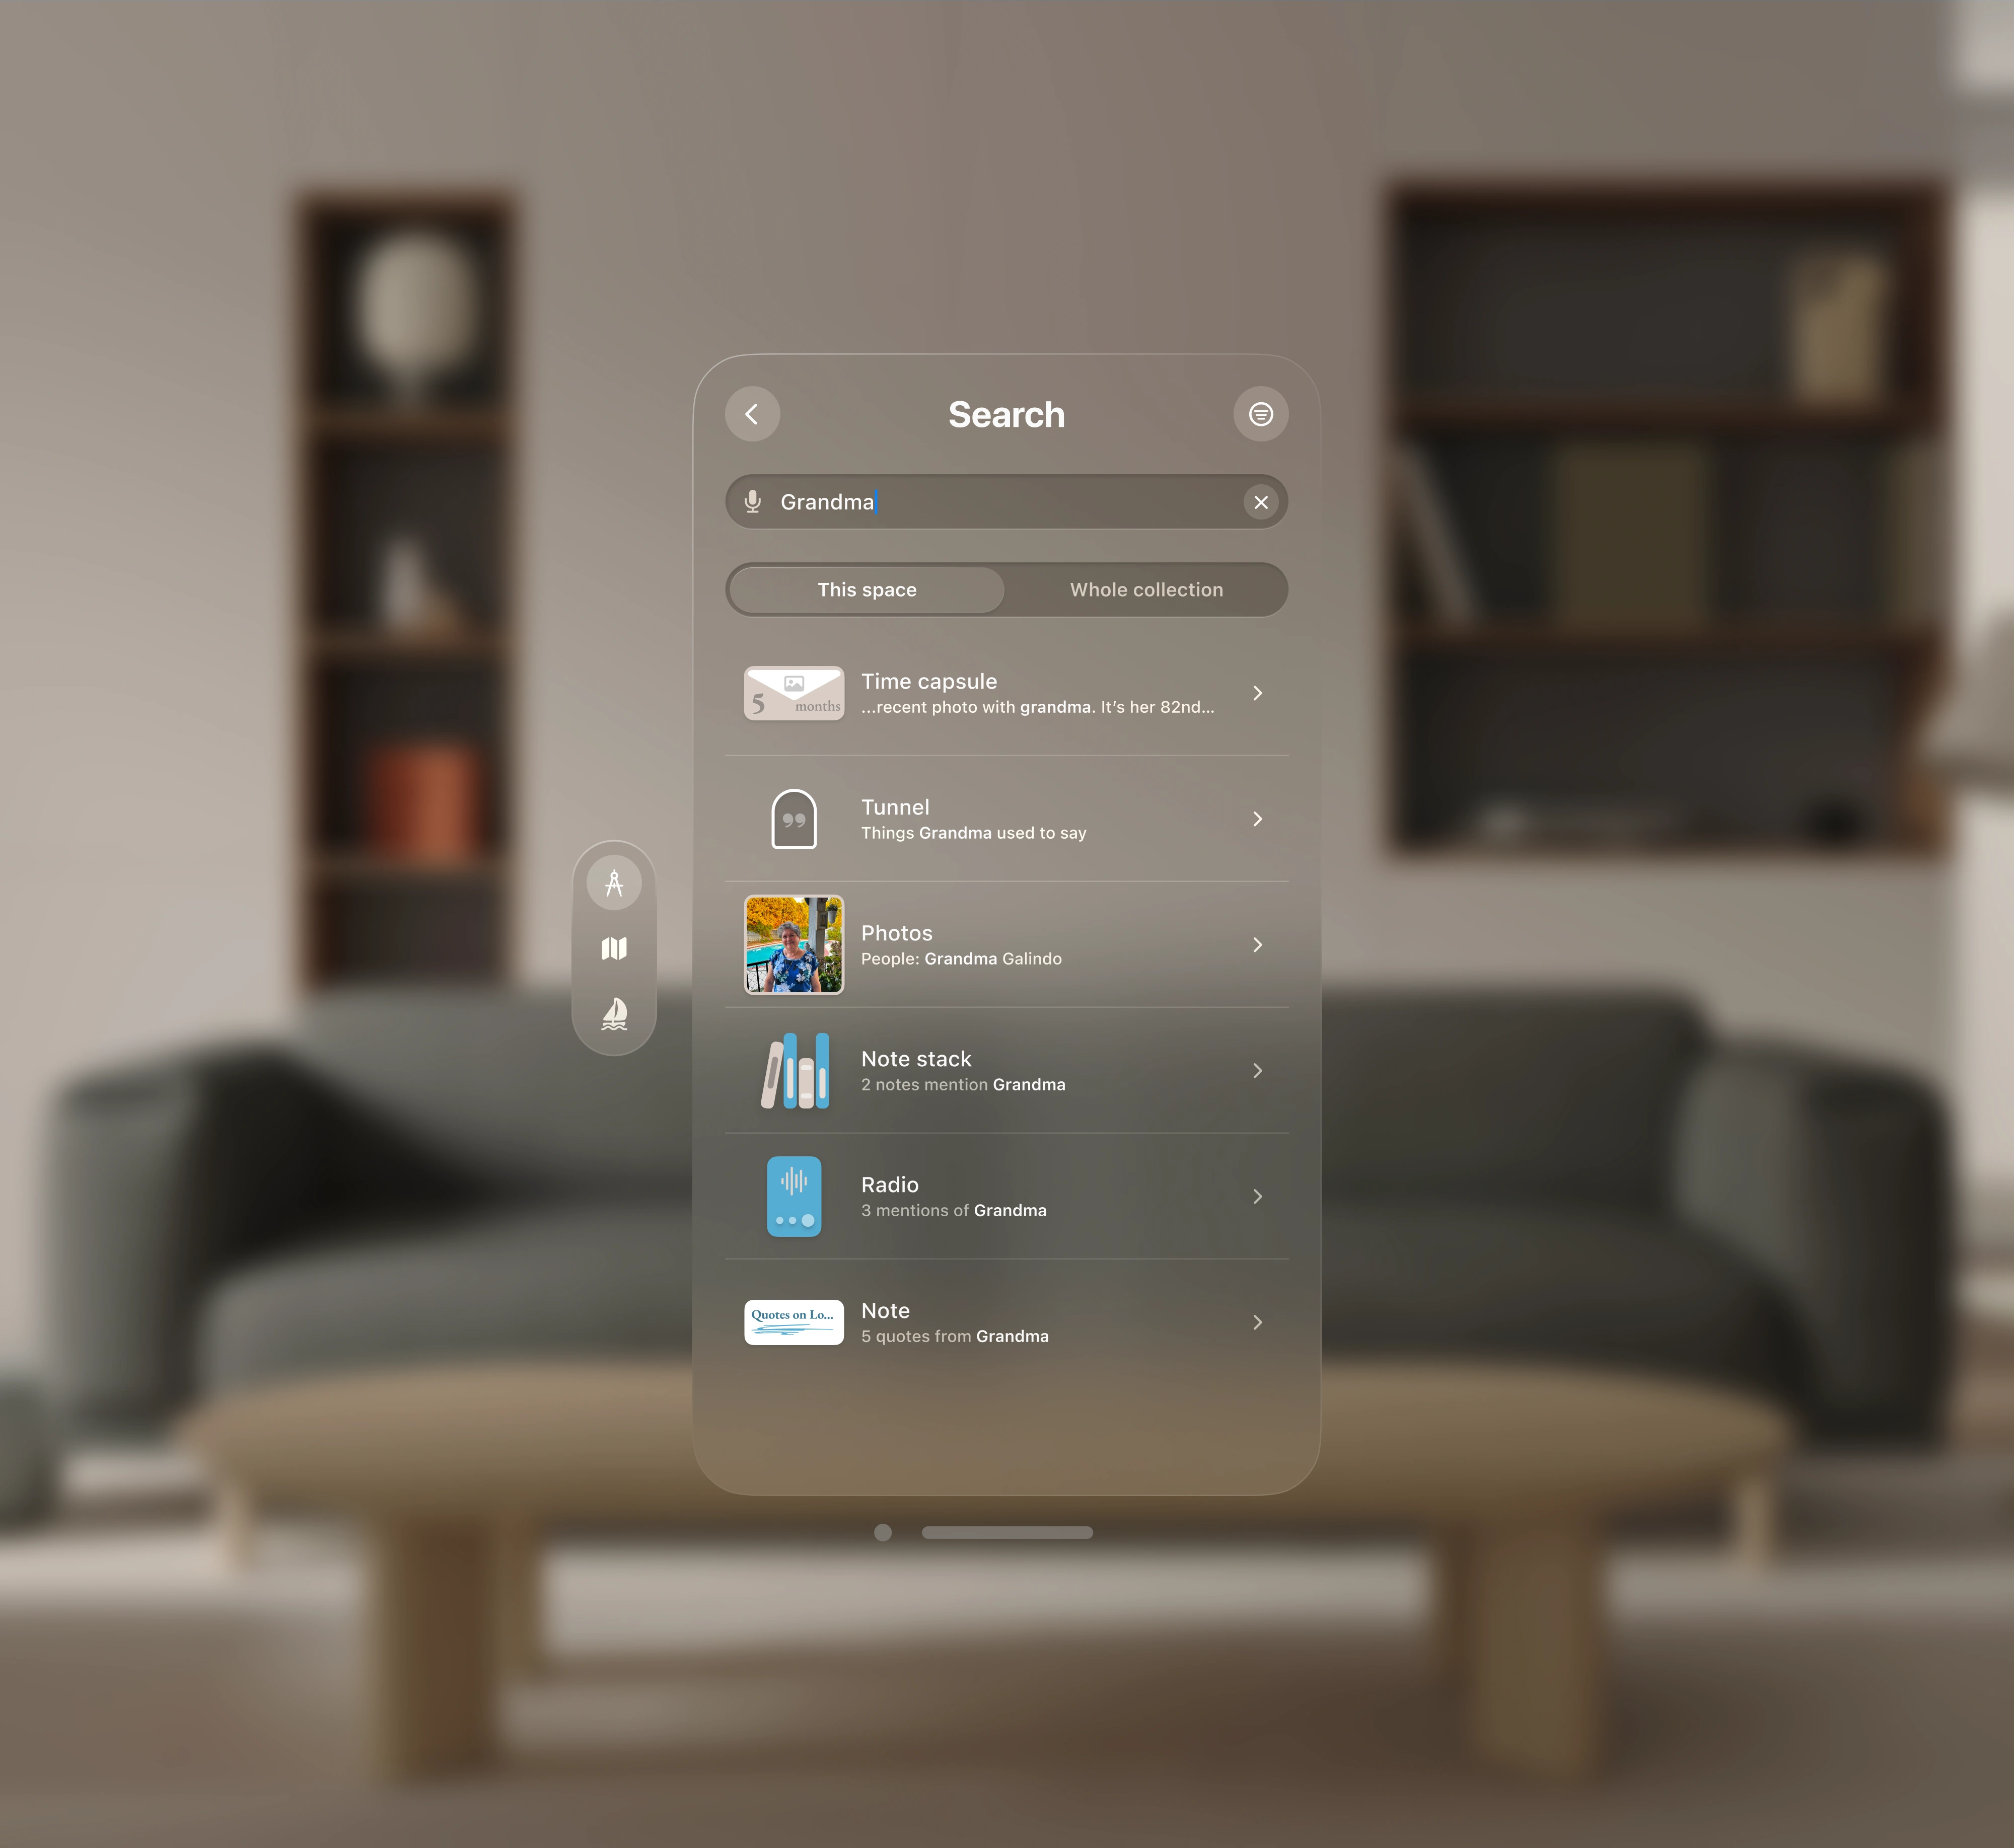 Search
Grandma
This space
Whole collection
5
months
Time capsule
...recent photo with grandma. It’s her 82nd...
Tunnel
Things Grandma used to say
Photos
People: Grandma Galindo
Note stack
2 notes mention Grandma
Radio
3 mentions of Grandma
Quotes on Lo...
Note
5 quotes from Grandma